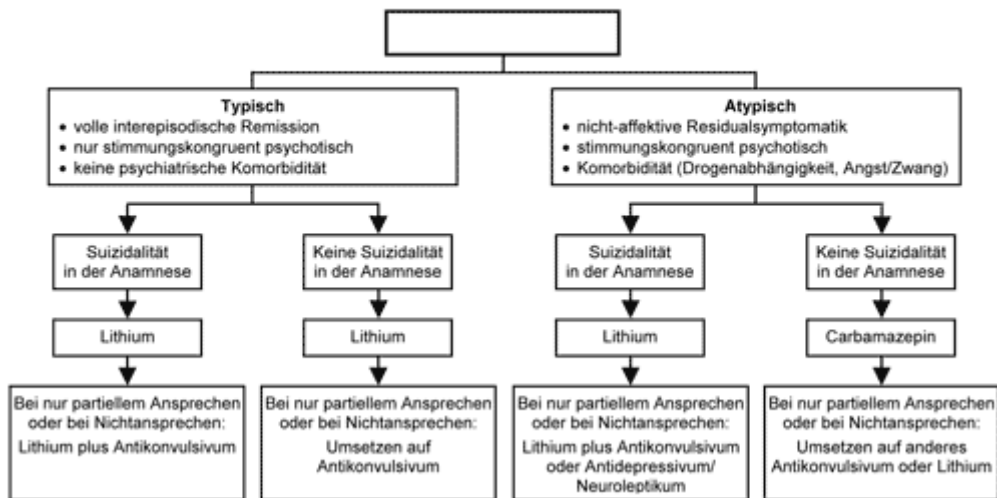 Typisch
• volle interepisodische Remission
• nur stimmungskongruent psychotisch
• keine psychiatrische Komorbidität
Atypisch
• nicht-affektive Residualsymptomatik
• stimmungskongruent psychotisch
• Komorbidität (Drogenabhängigkeit, Angst/Zwang)
Suizidalität
in der Anamnese
Keine Suizidalität
in der Anamnese
Suizidalität
in der Anamnese
Keine Suizidalität
in der Anamnese
Lithium
Lithium
Lithium
Carbamazepin
Bei nur partiellem Ansprechen
oder bei Nichtansprechen:
Lithium plus Antikonvulsivum
Bei nur partiellem Ansprechen
oder bei Nichtansprechen:
Umsetzen auf
Antikonvulsivum
Bei nur partiellem Ansprechen
oder bei Nichtansprechen:
Lithium plus Antikonvulsivum
oder Antidepressivum/
Neuroleptikum
Bei nur partiellem Ansprechen
oder bei Nichtansprechen:
Umsetzen auf anderes
Antikonvulsivum oder Lithium